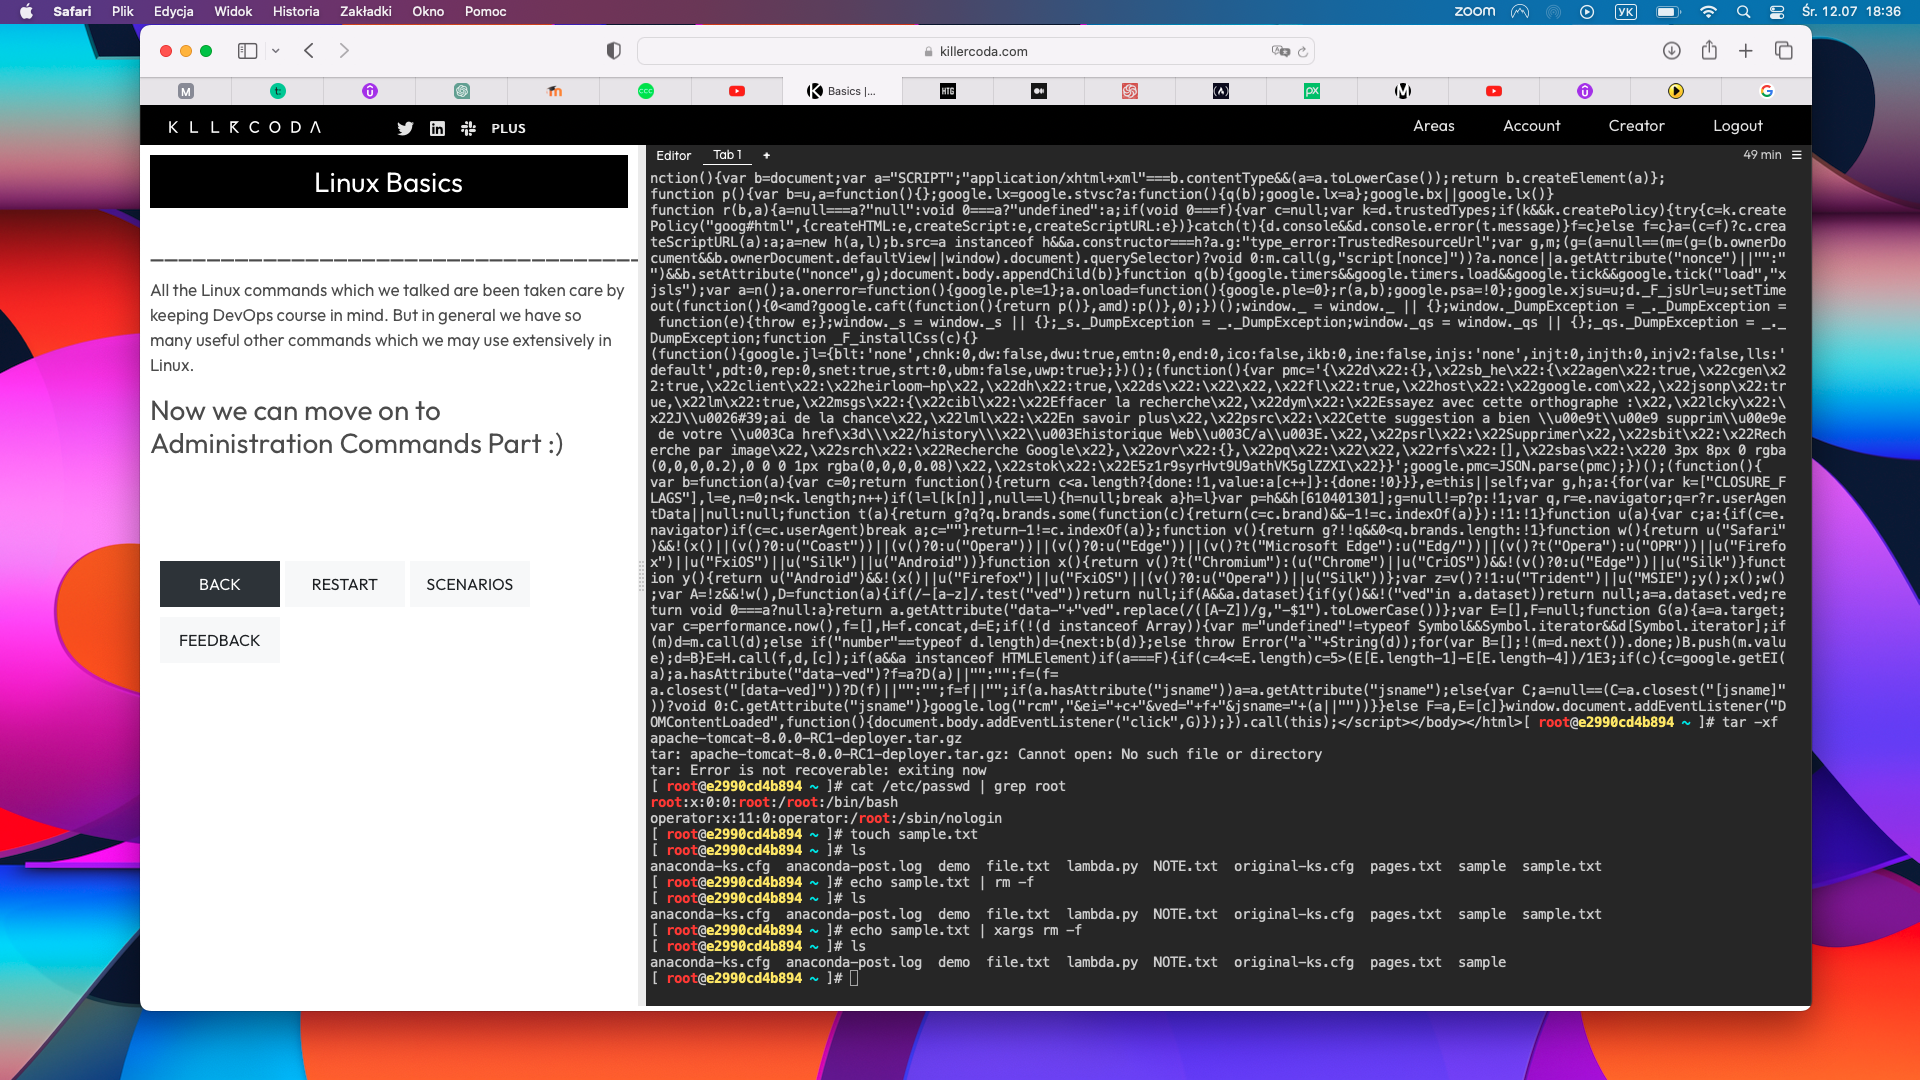 Safari Plik Edycja Widok Historia Zakładki Okno Pomoc
zoom УК Śr. 12.07 18:36
killercoda.com
Basics |...
KLLRCODA PLUS Areas Account Creator Logout
Linux Basics
All the Linux commands which we talked are been taken care by
keeping DevOps course in mind. But in general we have so
many useful other commands which we may use extensively in
Linux.
Now we can move on to
Administration Commands Part :)
BACK RESTART SCENARIOS
FEEDBACK
Editor Tab 1 + 49 min
nction(){var b=document;var a="SCRIPT";"application/xhtml+xml"===b.contentType&&(a=a.toLowerCase());return b.createElement(a)};
function p(){var b=u,a=function(){};google.lx=google.stvsc?a:function(){q(b);google.lx=a};google.bx||google.lx()}
function r(b,a){a=null===a?"null":void 0===a?"undefined":a;if(void 0===f){var c=null;var k=d.trustedTypes;if(k&&k.createPolicy){try{c=k.create
Policy("goog#html",{createHTML:e,createScript:e,createScriptURL:e})}catch(t){d.console&&d.console.error(t.message)}f=c}else f=c}a=(c=f)?c.crea
teScriptURL(a):a;a=new h(a,l);b.src=a instanceof h&&a.constructor===h?a.g:"type_error:TrustedResourceUrl";var g,m;(g=(a=null==(m=(g=(b.ownerDo
cument&&b.ownerDocument.defaultView||window).document).querySelector)?void 0:m.call(g,"script[nonce]"))?a.nonce||a.getAttribute("nonce")||"":"
")&&b.setAttribute("nonce",g);document.body.appendChild(b)}function q(b){google.timers&&google.timers.load&&google.tick&&google.tick("load","x
jsls");var a=n();a.onerror=function(){google.ple=1};a.onload=function(){google.ple=0};r(a,b);google.psa=!0};google.xjsu=u;d._F_jsUrl=u;setTime
out(function(){0<amd?google.caft(function(){return p()},amd):p()},0);})();window._ = window._ || {};window._DumpException = _._DumpException =
function(e){throw e;};window._s = window._s || {};_s._DumpException = _._DumpException;window._qs = window._qs || {};_qs._DumpException = _._
DumpException;function _F_installCss(c){}
(function(){google.jl={blt:'none',chnk:0,dw:false,dwu:true,emtn:0,end:0,ico:false,ikb:0,ine:false,injs:'none',injt:0,injth:0,injv2:false,lls:'
default',pdt:0,rep:0,snet:true,strt:0,ubm:false,uwp:true};})();(function(){var pmc='{\x22d\x22:{},\x22sb_he\x22:{\x22agen\x22:true,\x22cgen\x2
2:true,\x22client\x22:\x22heirloom-hp\x22,\x22dh\x22:true,\x22ds\x22:\x22\x22,\x22fl\x22:true,\x22host\x22:\x22google.com\x22,\x22jsonp\x22:tr
ue,\x22lm\x22:true,\x22msgs\x22:{\x22cibl\x22:\x22Effacer la recherche\x22,\x22dym\x22:\x22Essayez avec cette orthographe :\x22,\x22lcky\x22:\
x22J\\u0026#39;ai de la chance\x22,\x22lml\x22:\x22En savoir plus\x22,\x22psrc\x22:\x22Cette suggestion a bien \\u00e9t\\u00e9 supprim\\u00e9e
de votre \\u003Ca href\x3d\\\x22/history\\\x22\\u003Ehistorique Web\\u003C/a\\u003E.\x22,\x22psrl\x22:\x22Supprimer\x22,\x22sbit\x22:\x22Rech
erche par image\x22,\x22srch\x22:\x22Recherche Google\x22},\x22ovr\x22:{},\x22pq\x22:\x22\x22,\x22rfs\x22:[],\x22sbas\x22:\x220 3px 8px 0 rgba
(0,0,0,0.2),0 0 0 1px rgba(0,0,0,0.08)\x22,\x22stok\x22:\x22E5z1r9syrHvt9U9athVK5glZZXI\x22}}';google.pmc=JSON.parse(pmc);})();(function(){
var b=function(a){var c=0;return function(){return c<a.length?{done:!1,value:a[c++]}:{done:!0}}},e=this||self;var g,h;a:{for(var k=["CLOSURE_F
LAGS"],l=e,n=0;n<k.length;n++)if(l=l[k[n]],null==l){h=null;break a}h=l}var p=h&&h[610401301];g=null!=p?p:!1;var q,r=e.navigator;q=r?r.userAgen
tData||null:null;function t(a){return g?q?q.brands.some(function(c){return(c=c.brand)&&-1!=c.indexOf(a)}):!1:!1}function u(a){var c;a:{if(c=e.
navigator)if(c=c.userAgent)break a;c=""}return-1!=c.indexOf(a)};function v(){return g?!!q&&0<q.brands.length:!1}function w(){return u("Safari"
)&&!(x()||(v()?0:u("Coast"))||(v()?0:u("Opera"))||(v()?0:u("Edge"))||(v()?t("Microsoft Edge"):u("Edg/"))||(v()?t("Opera"):u("OPR"))||u("Firefo
x")||u("FxiOS")||u("Silk")||u("Android"))}function x(){return v()?t("Chromium"):(u("Chrome")||u("CriOS"))&&!(v()?0:u("Edge"))||u("Silk")}funct
ion y(){return u("Android")&&!(x()||u("Firefox")||u("FxiOS")||(v()?0:u("Opera"))||u("Silk"))};var z=v()?!1:u("Trident")||u("MSIE");y();x();w()
;var A=!z&&!w(),D=function(a){if(/-[a-z]/.test("ved"))return null;if(A&&a.dataset){if(y()&&!("ved"in a.dataset))return null;a=a.dataset.ved;re
turn void 0===a?null:a}return a.getAttribute("data-"+"ved".replace(/([A-Z])/g,"-$1").toLowerCase())};var E=[],F=null;function G(a){a=a.target;
var c=performance.now(),f=[],H=f.concat,d=E;if(!(d instanceof Array)){var m="undefined"!=typeof Symbol&&Symbol.iterator&&d[Symbol.iterator];if
(m)d=m.call(d);else if("number"==typeof d.length)d={next:b(d)};else throw Error("a`"+String(d));for(var B=[];!(m=d.next()).done;)B.push(m.valu
e);d=B}E=H.call(f,d,[c]);if(a&&a instanceof HTMLElement)if(a===F){if(c=4<=E.length)c=5>(E[E.length-1]-E[E.length-4])/1E3;if(c){c=google.getEI(
a);a.hasAttribute("data-ved")?f=a?D(a)||"":"":f=(f=
a.closest("[data-ved]"))?D(f)||"":"";f=f||"";if(a.hasAttribute("jsname"))a=a.getAttribute("jsname");else{var C;a=null==(C=a.closest("[jsname]"
))?void 0:C.getAttribute("jsname")}google.log("rcm","&ei="+c+"&ved="+f+"&jsname="+(a||""))}}else F=a,E=[c]}window.document.addEventListener("D
OMContentLoaded",function(){document.body.addEventListener("click",G)});}).call(this);</script></body></html>[ root@e2990cd4b894 ~ ]# tar -xf
apache-tomcat-8.0.0-RC1-deployer.tar.gz
tar: apache-tomcat-8.0.0-RC1-deployer.tar.gz: Cannot open: No such file or directory
tar: Error is not recoverable: exiting now
[ root@e2990cd4b894 ~ ]# cat /etc/passwd | grep root
root:x:0:0:root:/root:/bin/bash
operator:x:11:0:operator:/root:/sbin/nologin
[ root@e2990cd4b894 ~ ]# touch sample.txt
[ root@e2990cd4b894 ~ ]# ls
anaconda-ks.cfg anaconda-post.log demo file.txt lambda.py NOTE.txt original-ks.cfg pages.txt sample sample.txt
[ root@e2990cd4b894 ~ ]# echo sample.txt | rm -f
[ root@e2990cd4b894 ~ ]# ls
anaconda-ks.cfg anaconda-post.log demo file.txt lambda.py NOTE.txt original-ks.cfg pages.txt sample sample.txt
[ root@e2990cd4b894 ~ ]# echo sample.txt | xargs rm -f
[ root@e2990cd4b894 ~ ]# ls
anaconda-ks.cfg anaconda-post.log demo file.txt lambda.py NOTE.txt original-ks.cfg pages.txt sample
[ root@e2990cd4b894 ~ ]#